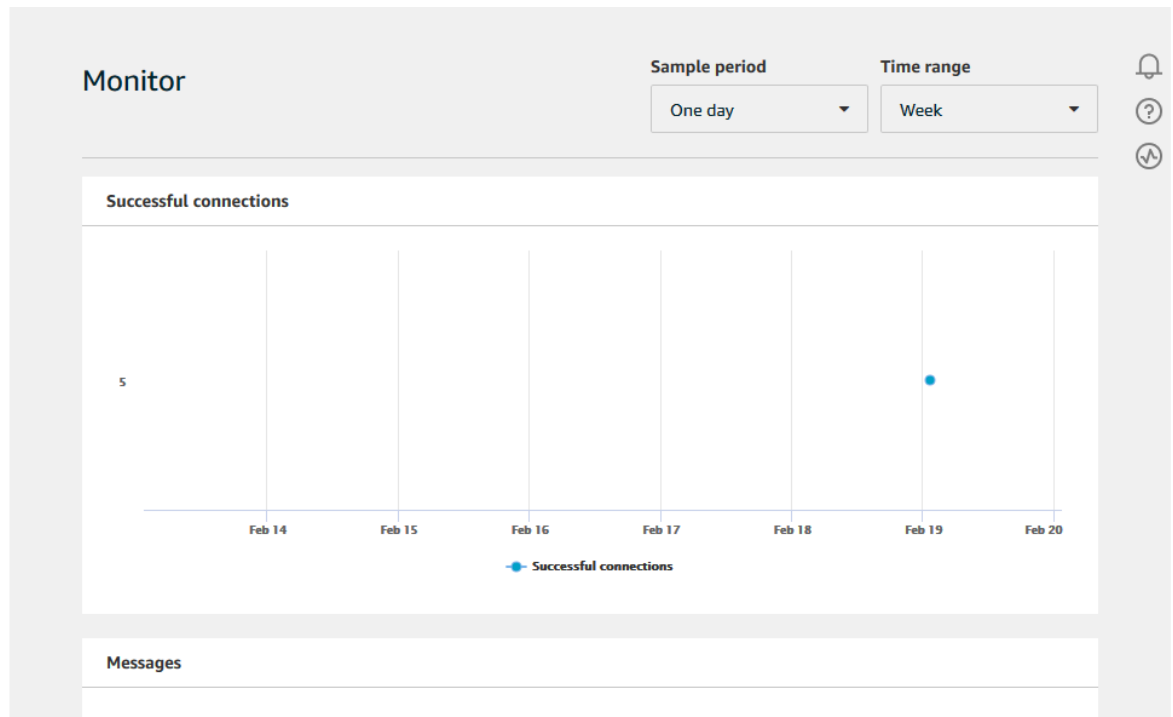 Monitor
Sample period
Time range
One day
Week
Successful connections
5
Feb 14 Feb 15 Feb 16 Feb 17 Feb 18 Feb 19 Feb 20
Successful connections
Messages